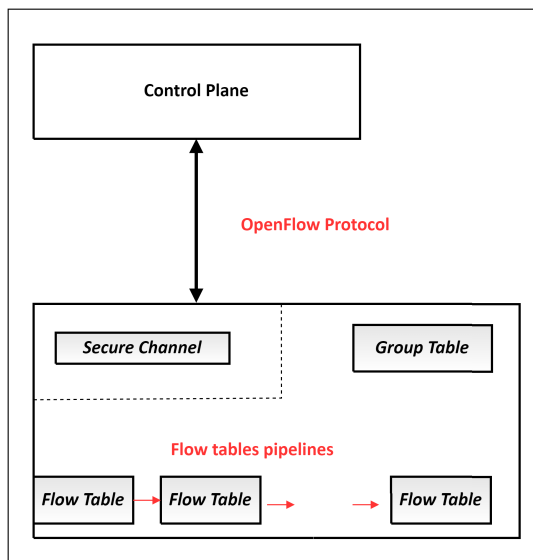 Control Plane
OpenFlow Protocol
Secure Channel
Group Table
Flow tables pipelines
Flow Table
Flow Table
Flow Table